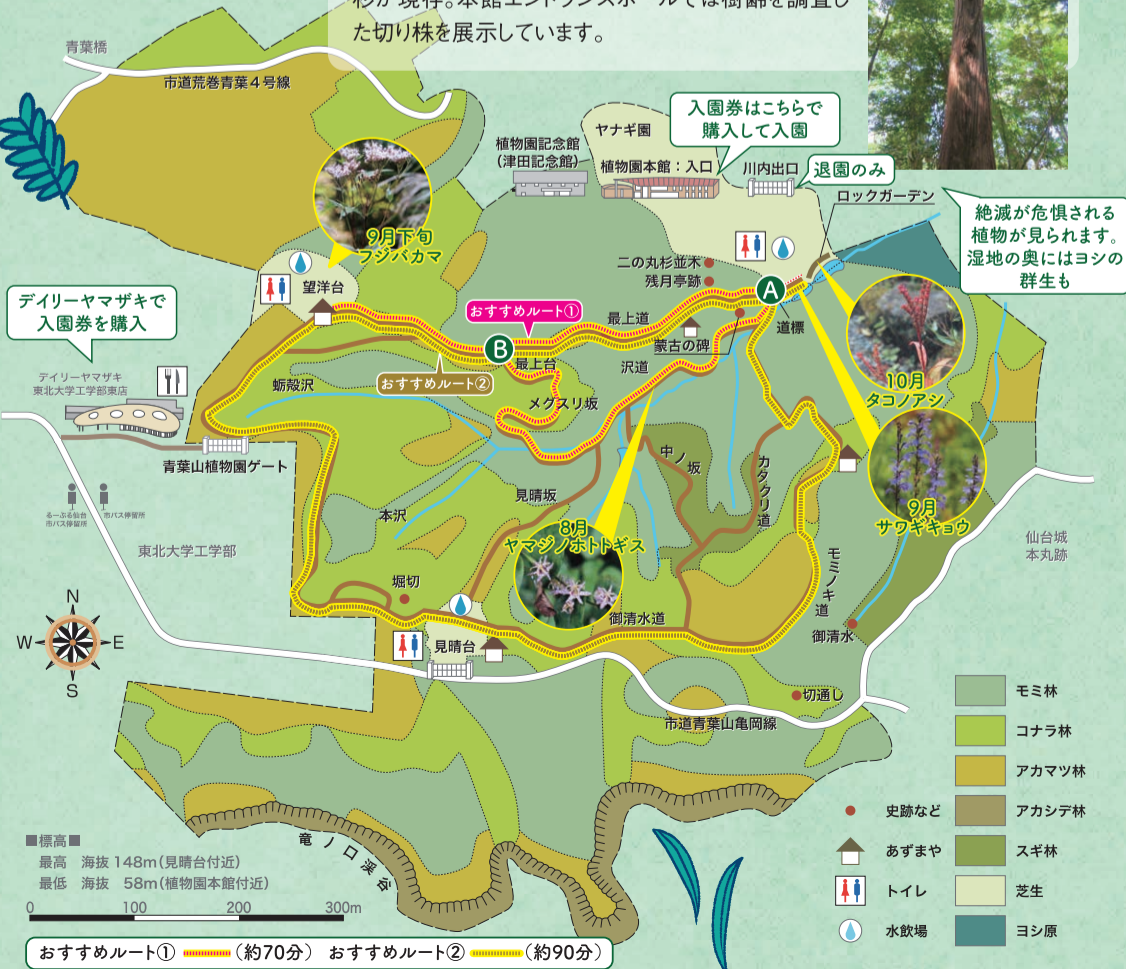 杉が現存。本館エントランスホールでは樹齢を調査し
た切り株を展示しています。
青葉橋
市道荒巻青葉4号線
入園券はこちらで
購入して入園
ヤナギ園
植物園記念館
(津田記念館)
植物園本館：入口
川内出口
退園のみ
ロックガーデン
絶滅が危惧される
植物が見られます。
湿地の奥にはヨシの
群生も
9月下旬
フジバカマ
二の丸杉並木
残月亭跡
望洋台
デイリーヤマザキで
入園券を購入
おすすめルート①
最上道
A
道標
蒙古の碑
B
最上台
沢道
おすすめルート②
デイリーヤマザキ
東北大学工学部東店
蛎殻沢
メグスリ坂
10月
タコノアシ
青葉山植物園ゲート
中ノ坂
カタクリ道
見晴坂
9月
サワギキョウ
るーぷる仙台
市バス停留所
市バス停留所
本沢
8月
ヤマジノホトトギス
東北大学工学部
仙台城
本丸跡
モミノキ道
堀切
御清水道
御清水
N
W
E
S
見晴台
切通し
市道青葉山亀岡線
モミ林
コナラ林
アカマツ林
アカシデ林
スギ林
芝生
ヨシ原
史跡など
あずまや
トイレ
水飲場
竜ノ口渓谷
■標高■
最高 海抜 148m(見晴台付近)
最低 海抜 58m(植物園本館付近)
0 100 200 300m
おすすめルート① (約70分) おすすめルート② (約90分)